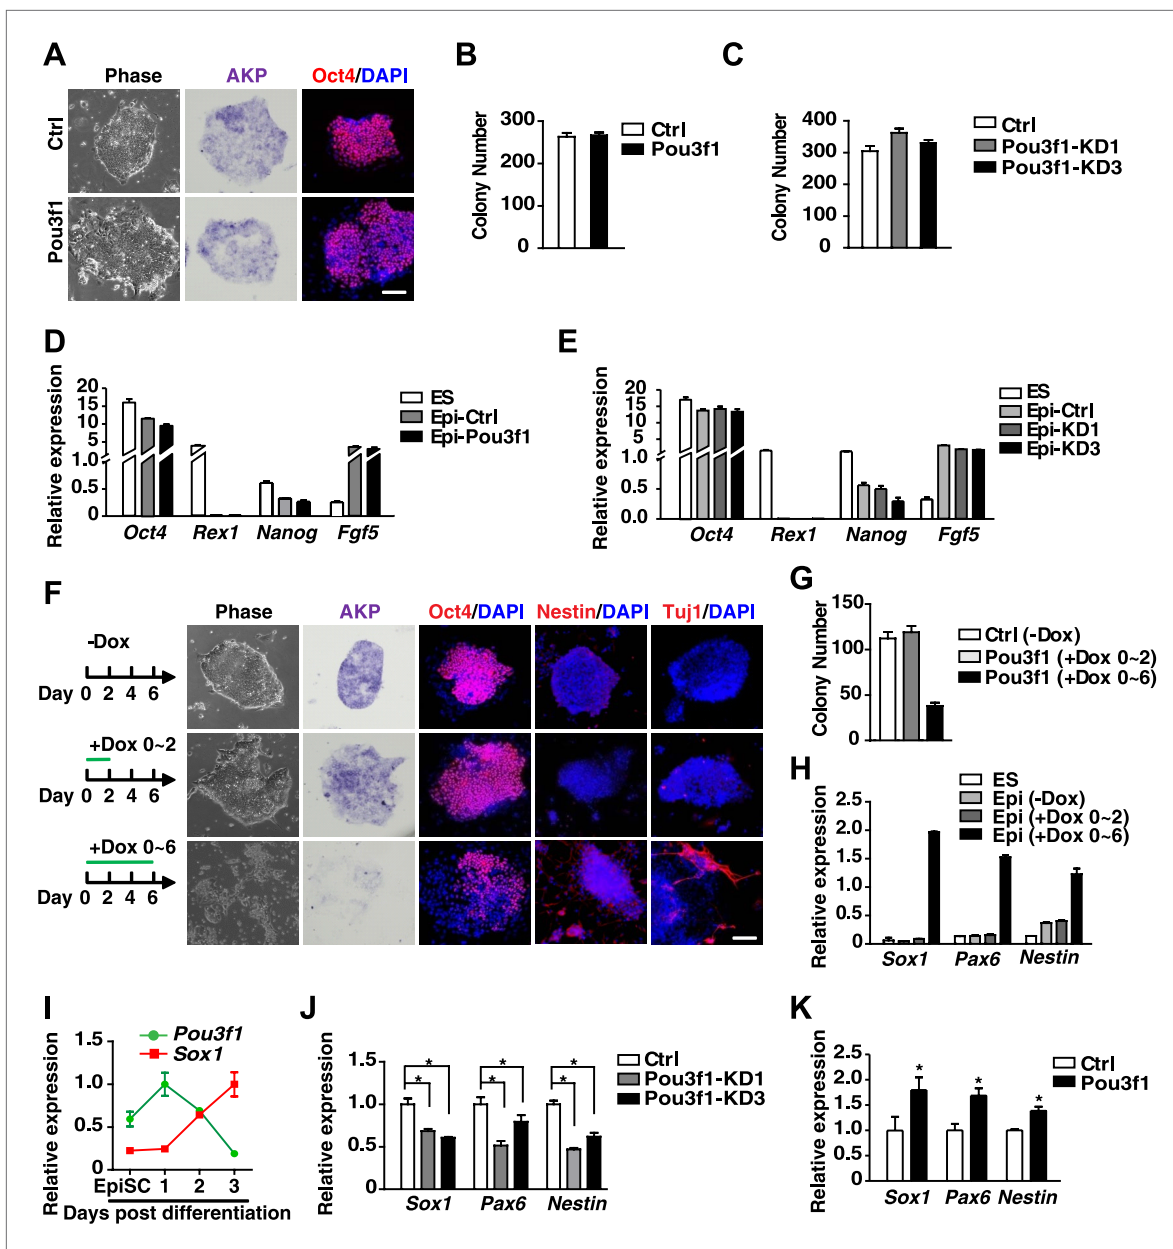 A
Phase
AKP
Oct4/DAPI
Ctrl
Pou3f1
B
Colony Number
300
200
100
0
Ctrl
Pou3f1
C
Colony Number
400
300
200
100
0
Ctrl
Pou3f1-KD1
Pou3f1-KD3
D
Relative expression
20
15
10
5
1.0
0.5
0
ES
Epi-Ctrl
Epi-Pou3f1
Oct4 Rex1 Nanog Fgf5
E
Relative expression
20
15
10
5
1.0
0.5
0.0
ES
Epi-Ctrl
Epi-KD1
Epi-KD3
Oct4 Rex1 Nanog Fgf5
F
Phase
AKP
Oct4/DAPI
Nestin/DAPI
Tuj1/DAPI
-Dox
Day 0 2 4 6
+Dox 0~2
Day 0 2 4 6
+Dox 0~6
Day 0 2 4 6
G
Colony Number
150
100
50
0
Ctrl (-Dox)
Pou3f1 (+Dox 0~2)
Pou3f1 (+Dox 0~6)
H
Relative expression
2.5
2.0
1.5
1.0
0.5
0
ES
Epi (-Dox)
Epi (+Dox 0~2)
Epi (+Dox 0~6)
Sox1 Pax6 Nestin
I
Relative expression
1.5
1.0
0.5
0
Pou3f1
Sox1
EpiSC 1 2 3
Days post differentiation
J
Relative expression
1.5
1.0
0.5
0.0
* * * * * *
Ctrl
Pou3f1-KD1
Pou3f1-KD3
Sox1 Pax6 Nestin
K
Relative expression
2.5
2.0
1.5
1.0
0.5
0
* * *
Ctrl
Pou3f1
Sox1 Pax6 Nestin